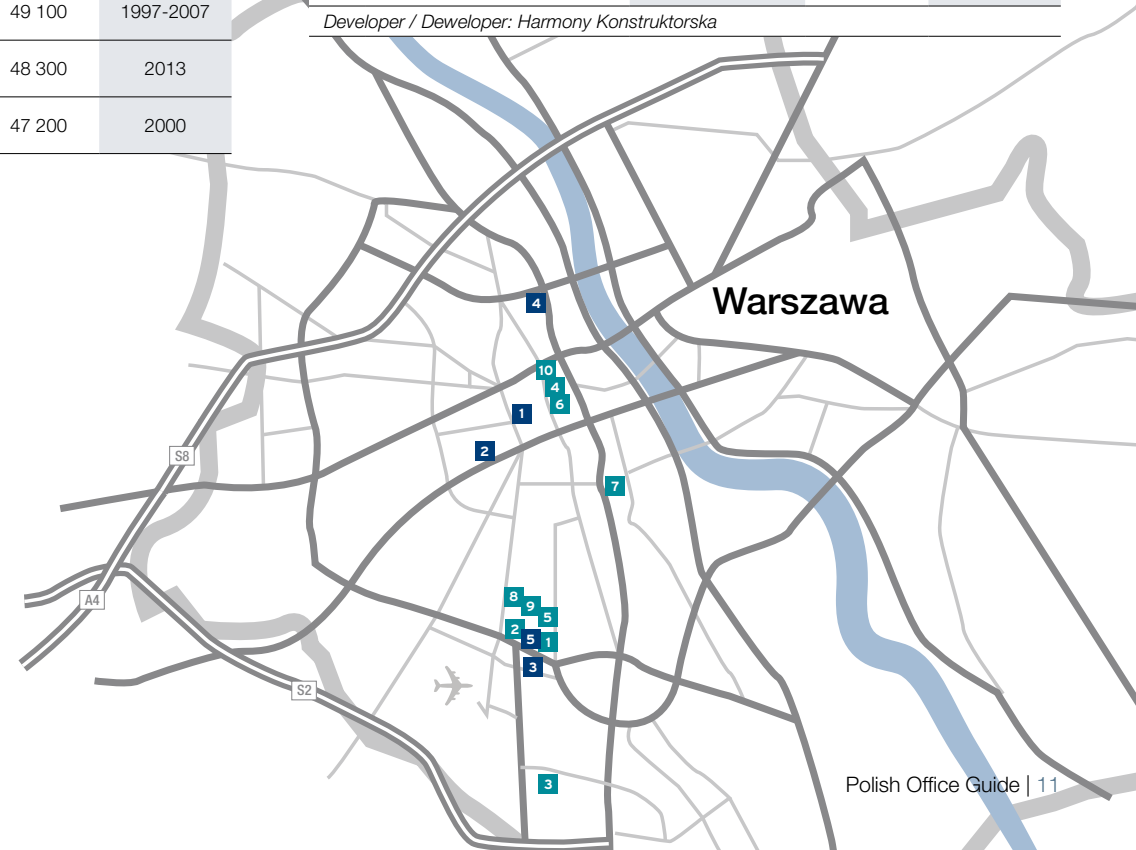 49 100 1997-2007
48 300 2013
47 200 2000
Developer / Deweloper: Harmony Konstruktorska
Warszawa
4
10
4
6
1
2
S8
7
A4
8
9
5
2
5
1
3
S2
3
Polish Office Guide | 11